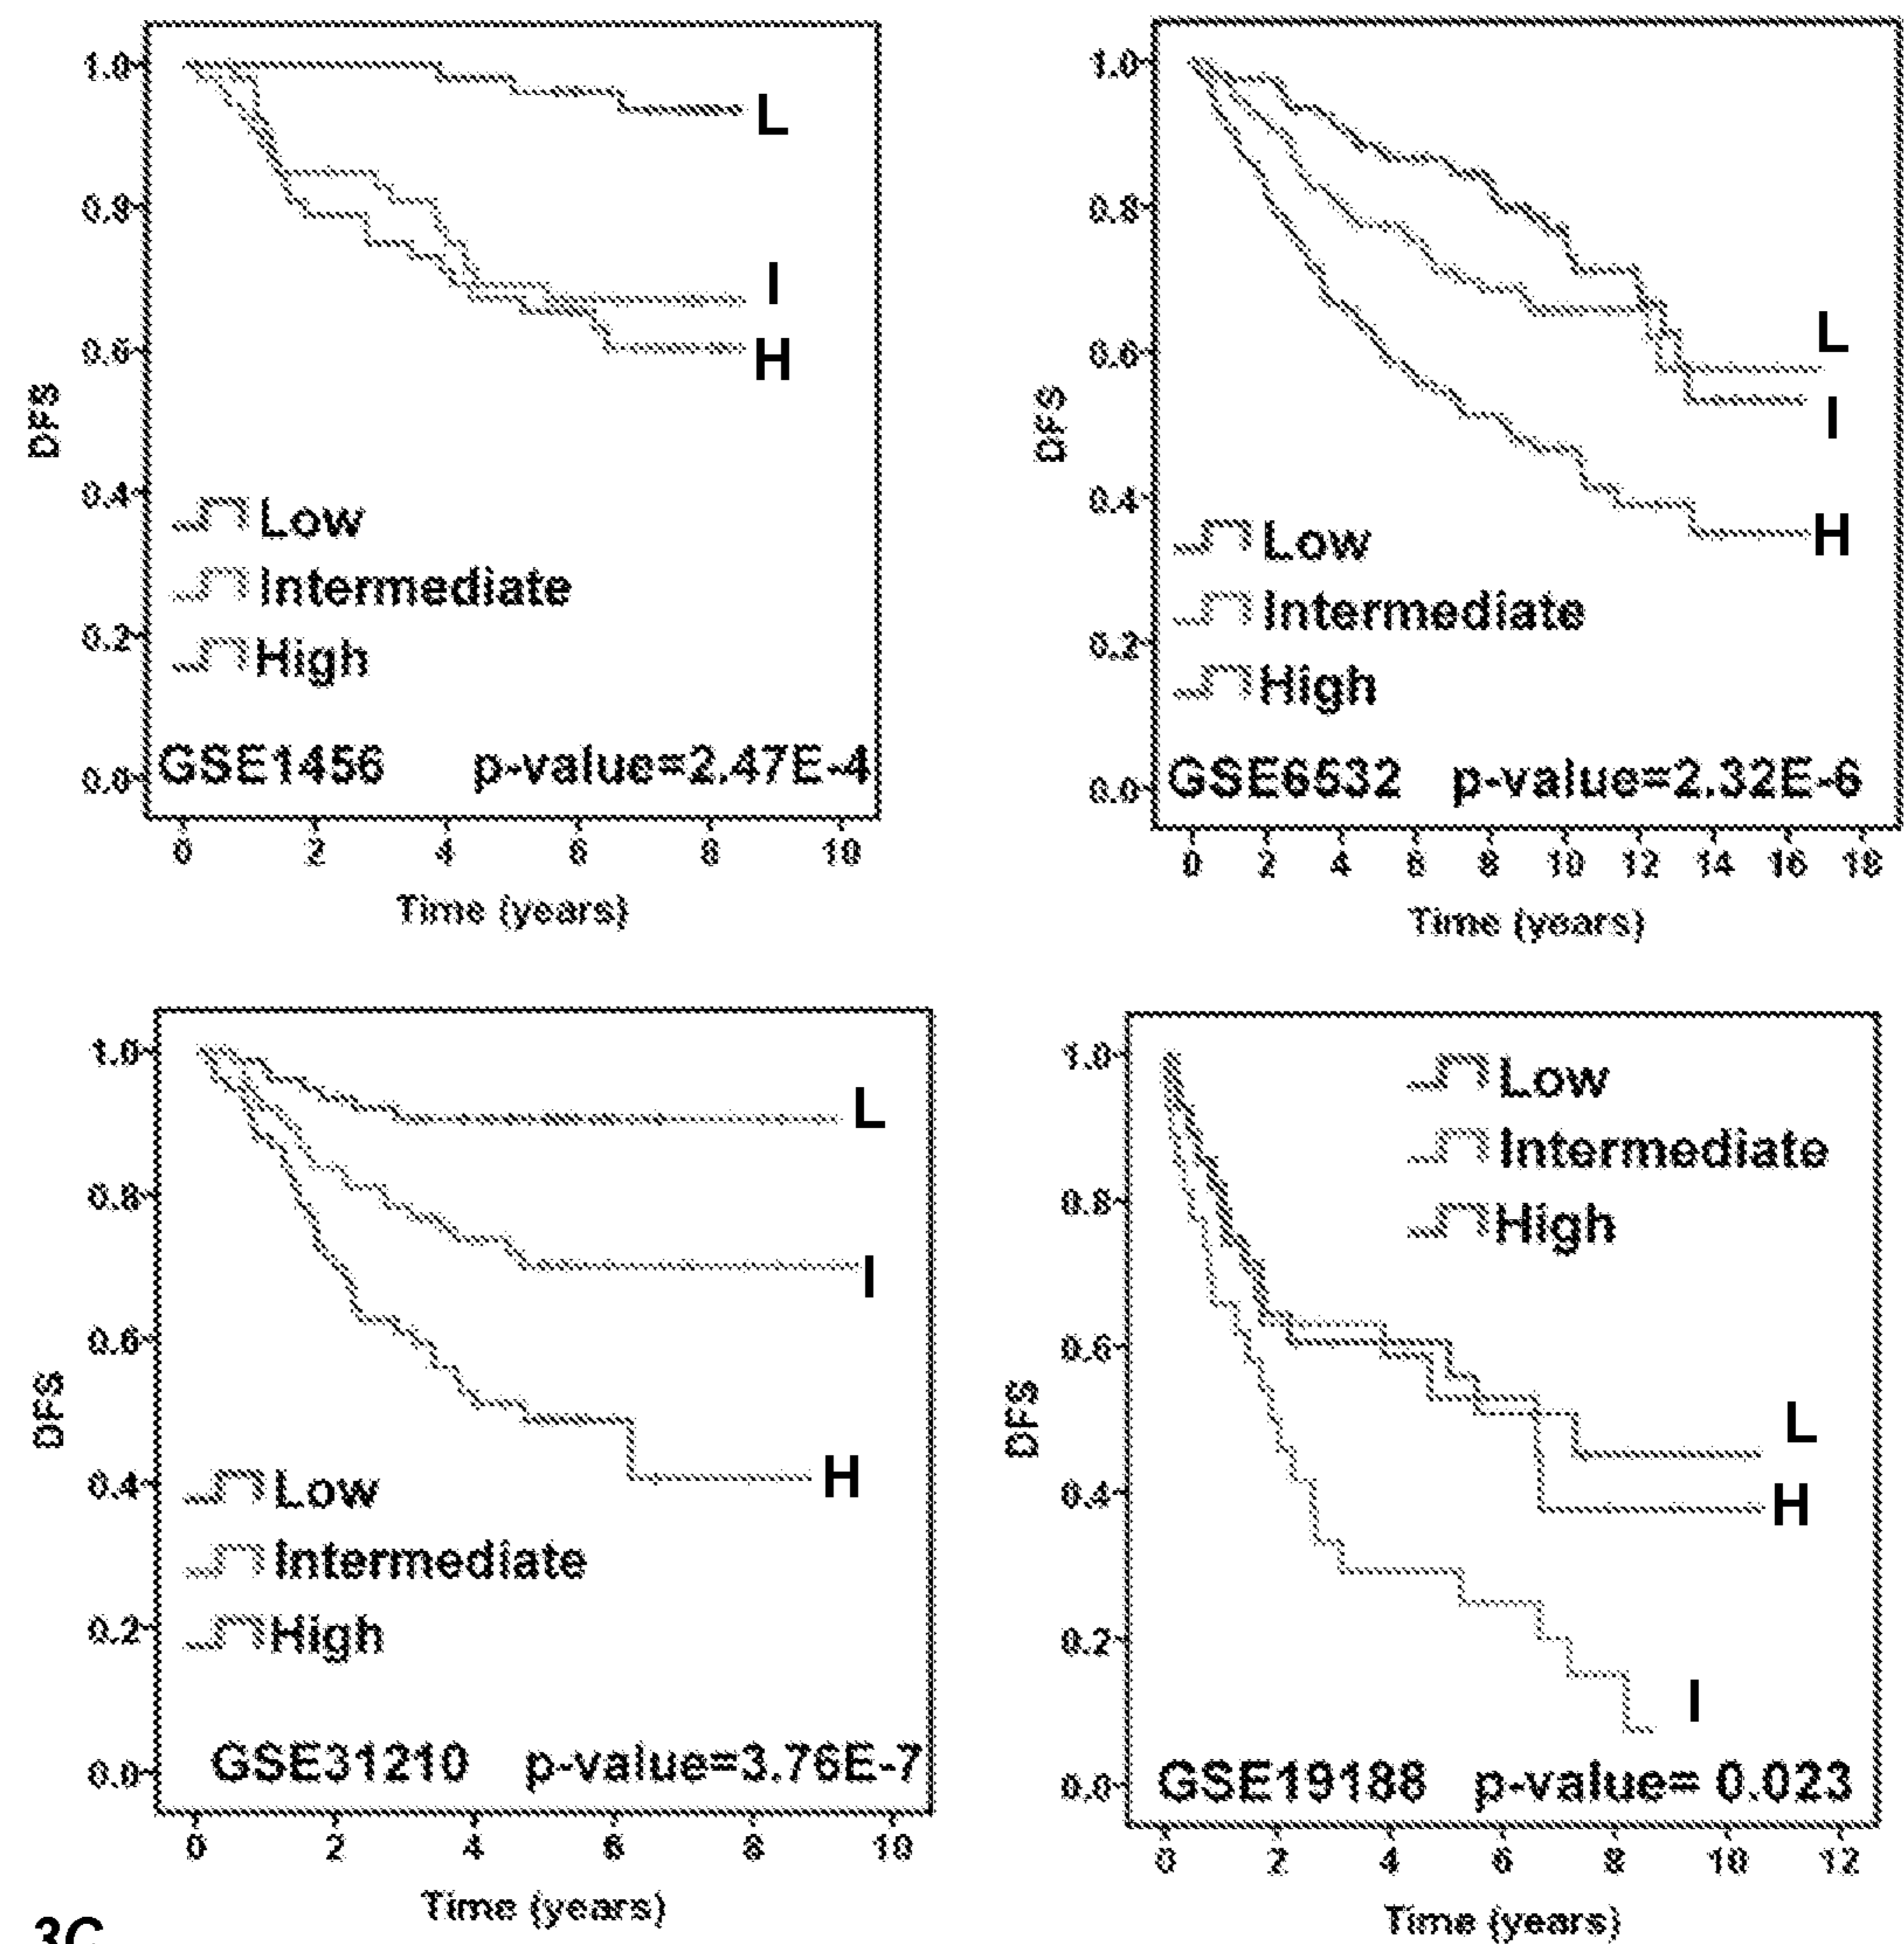 1.0
0.8
0.6
0.4
0.2
0.0
DFS
L
I
H
Low
Intermediate
High
GSE1456 p-value=2.47E-4
0 2 4 6 8 10
Time (years)
1.0
0.8
0.6
0.4
0.2
0.0
DFS
L
I
H
Low
Intermediate
High
GSE6532 p-value=2.32E-6
0 2 4 6 8 10 12 14 16 18
Time (years)
1.0
0.8
0.6
0.4
0.2
0.0
DFS
L
I
H
Low
Intermediate
High
GSE31210 p-value=3.76E-7
0 2 4 6 8 10
Time (years)
1.0
0.8
0.6
0.4
0.2
0.0
DFS
Low
Intermediate
High
L
H
I
GSE19188 p-value= 0.023
0 2 4 6 8 10 12
Time (years)
3C